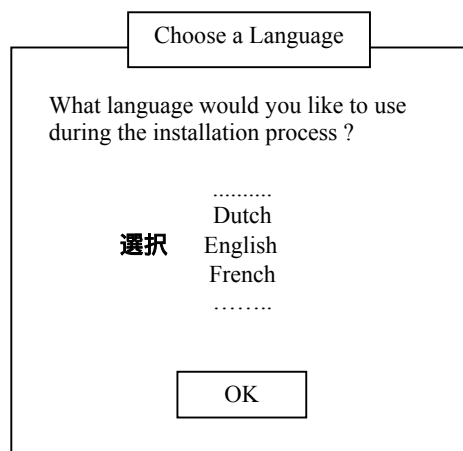 Choose a Language
What language would you like to use
during the installation process ?
..........
Dutch
選択 English
French
……..
OK